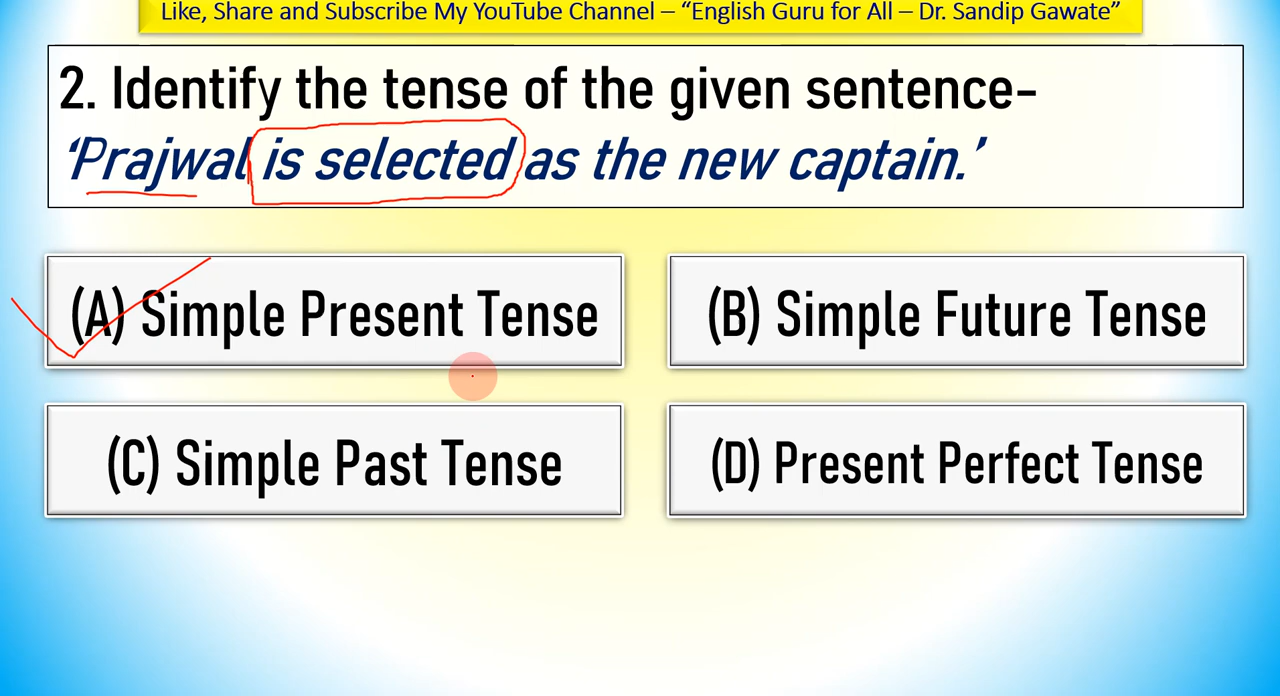 Like, Share and Subscribe My YouTube Channel – “English Guru for All – Dr. Sandip Gawate”
2. Identify the tense of the given sentence-
‘Prajwal is selected as the new captain.’
(A) Simple Present Tense
(B) Simple Future Tense
(C) Simple Past Tense
(D) Present Perfect Tense